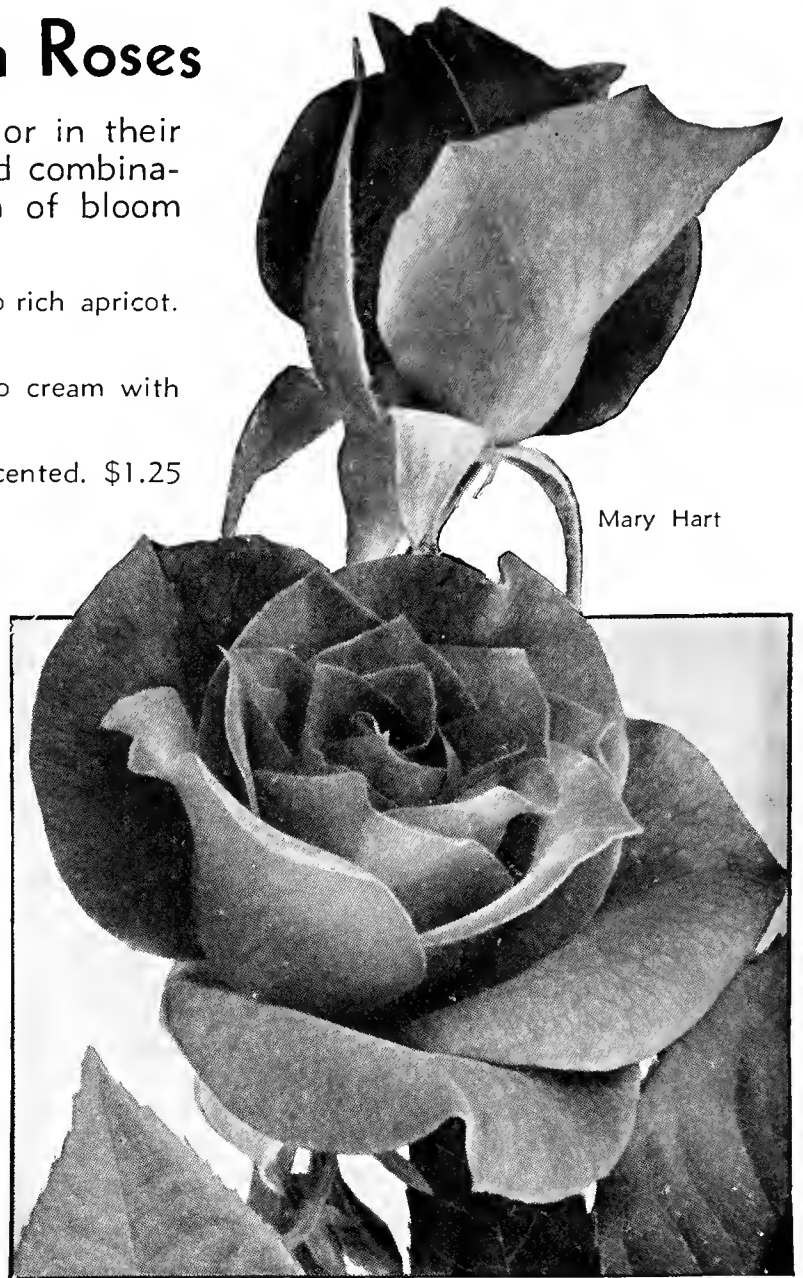 n Roses
or in their
d combina-
n of bloom
o rich apricot.
o cream with
cented. $1.25
Mary Hart